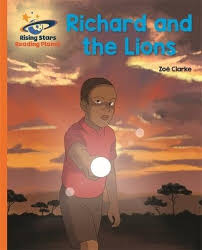 Richard and
the Lions
Rising Stars
Reading Planet
Zoë Clarke